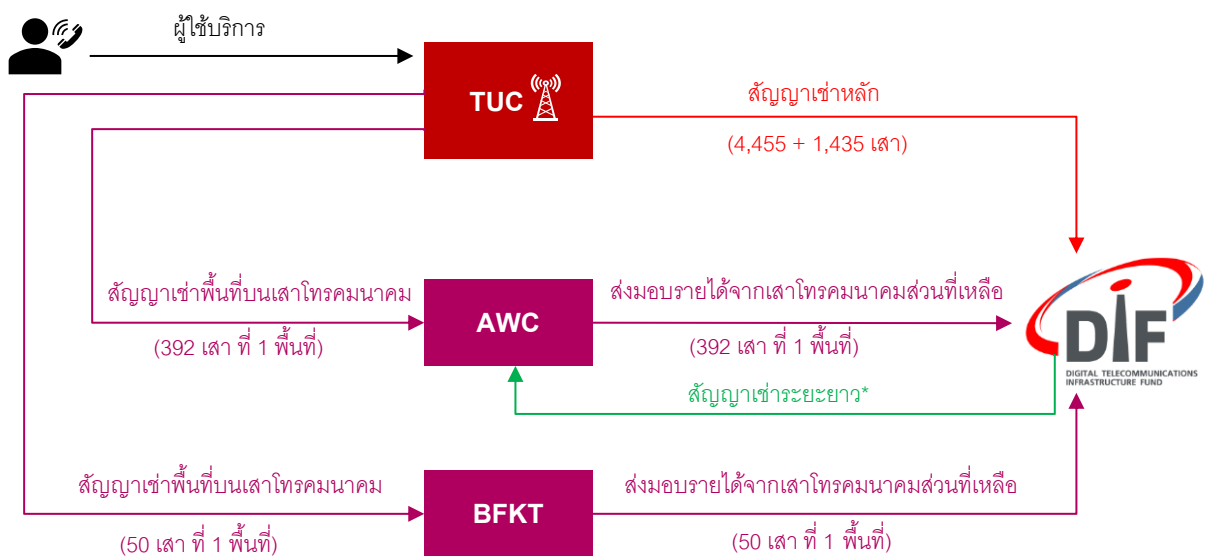 ผู้ใช้บริการ
TUC
สัญญาเช่าหลัก
(4,455 + 1,435 เสา)
สัญญาเช่าพื้นที่บนเสาโทรคมนาคม
(392 เสา ที่ 1 พื้นที่)
AWC
ส่งมอบรายได้จากเสาโทรคมนาคมส่วนที่เหลือ
(392 เสา ที่ 1 พื้นที่)
DIF
DIGITAL TELECOMMUNICATIONS
INFRASTRUCTURE FUND
สัญญาเช่าระยะยาว*
สัญญาเช่าพื้นที่บนเสาโทรคมนาคม
(50 เสา ที่ 1 พื้นที่)
BFKT
ส่งมอบรายได้จากเสาโทรคมนาคมส่วนที่เหลือ
(50 เสา ที่ 1 พื้นที่)